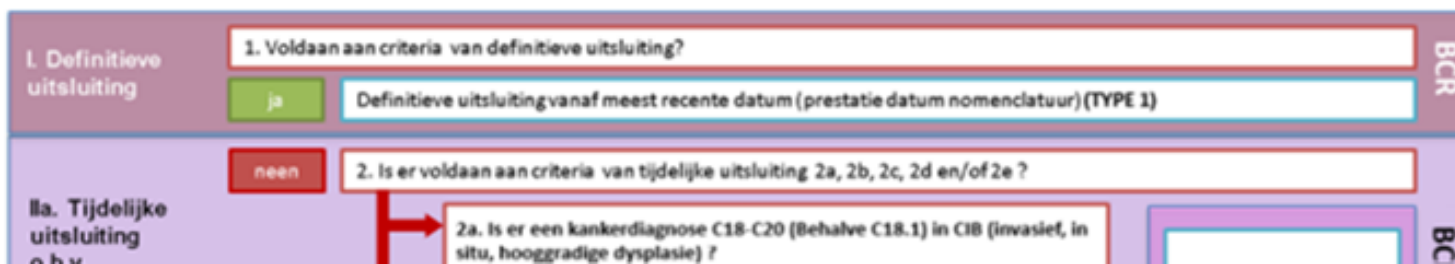 I. Definitieve
uitsluiting
1. Voldaan aan criteria van definitieve uitsluiting?
ja
Definitieve uitsluiting vanaf meest recente datum (prestatie datum nomenclatuur) (TYPE 1)
BCR
neen
2. Is er voldaan aan criteria van tijdelijke uitsluiting 2a, 2b, 2c, 2d en/of 2e ?
IIa. Tijdelijke
uitsluiting
2a. Is er een kankerdiagnose C18-C20 (Behalve C18.1) in CIB (invasief, in
situ, hooggradige dysplasie) ?